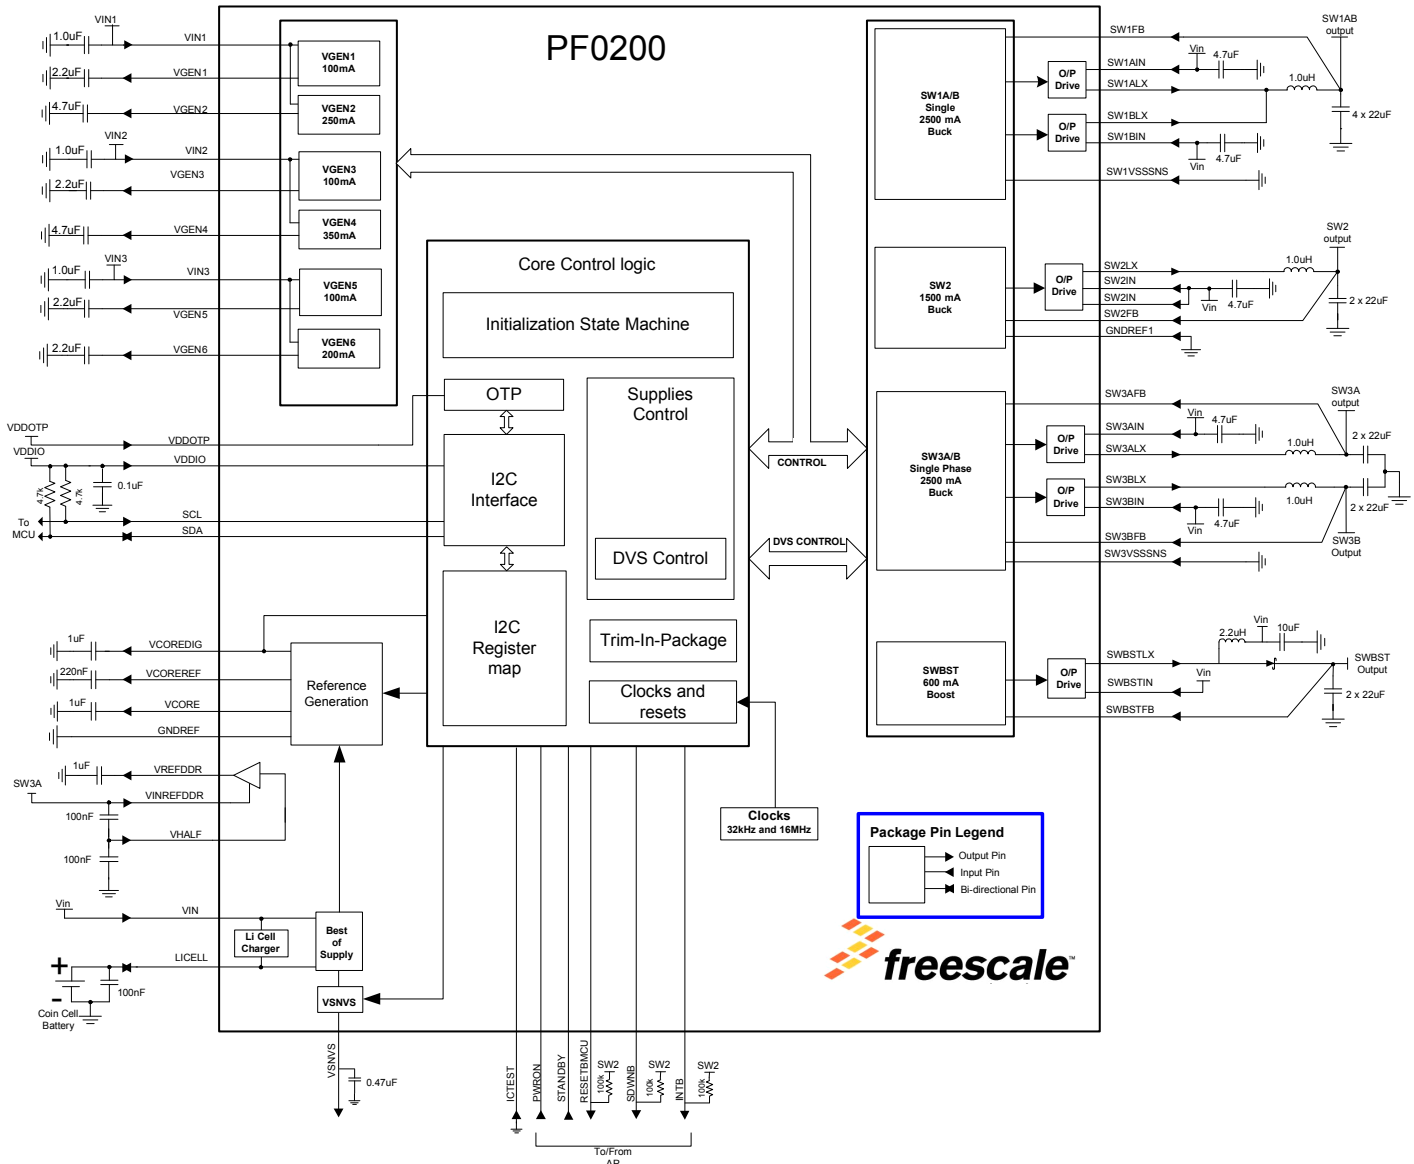 PF0200
VIN1
1.0uF
VIN1
2.2uF
VGEN1
4.7uF
VGEN2
VIN2
1.0uF
VIN2
2.2uF
VGEN3
4.7uF
VGEN4
VIN3
1.0uF
VIN3
2.2uF
VGEN5
2.2uF
VGEN6
VGEN1
100mA
VGEN2
250mA
VGEN3
100mA
VGEN4
350mA
VGEN5
100mA
VGEN6
200mA
VDDOTP
VDDOTP
VDDIO
VDDIO
4.7k
4.7k
0.1uF
To
MCU
SCL
SDA
Core Control logic
Initialization State Machine
OTP
I2C
Interface
I2C
Register
map
Supplies
Control
DVS Control
Trim-In-Package
Clocks and
resets
Clocks
32kHz and 16MHz
CONTROL
DVS CONTROL
1uF
VCOREDIG
220nF
VCOREREF
1uF
VCORE
GNDREF
Reference
Generation
1uF
VREFDDR
SW3A
VINREFDDR
100nF
VHALF
100nF
Vin
VIN
Li Cell
Charger
Best
of
Supply
LICELL
+
-
100nF
Coin Cell
Battery
VSNVS
VSNVS
0.47uF
ICTEST
PWRON
STANDBY
RESETBMCU
100k
SW2
SDWNB
100k
SW2
INTB
100k
SW2
To/From
AP
SW1A/B
Single
2500 mA
Buck
O/P
Drive
O/P
Drive
SW1FB
SW1AIN
Vin
4.7uF
SW1ALX
1.0uH
SW1BLX
SW1BIN
Vin
4.7uF
SW1VSSSNS
SW1AB
output
4 x 22uF
SW2
1500 mA
Buck
O/P
Drive
SW2LX
1.0uH
SW2IN
SW2IN
Vin
4.7uF
SW2FB
GNDREF1
SW2
output
2 x 22uF
SW3A/B
Single Phase
2500 mA
Buck
O/P
Drive
O/P
Drive
SW3AFB
SW3AIN
Vin
4.7uF
SW3ALX
1.0uH
SW3BLX
1.0uH
SW3BIN
Vin
4.7uF
SW3BFB
SW3VSSSNS
SW3A
output
2 x 22uF
2 x 22uF
SW3B
Output
SWBST
600 mA
Boost
O/P
Drive
SWBSTLX
2.2uH
Vin
10uF
SWBSTIN
Vin
SWBSTFB
SWBST
Output
2 x 22uF
Package Pin Legend
Output Pin
Input Pin
Bi-directional Pin
freescale™